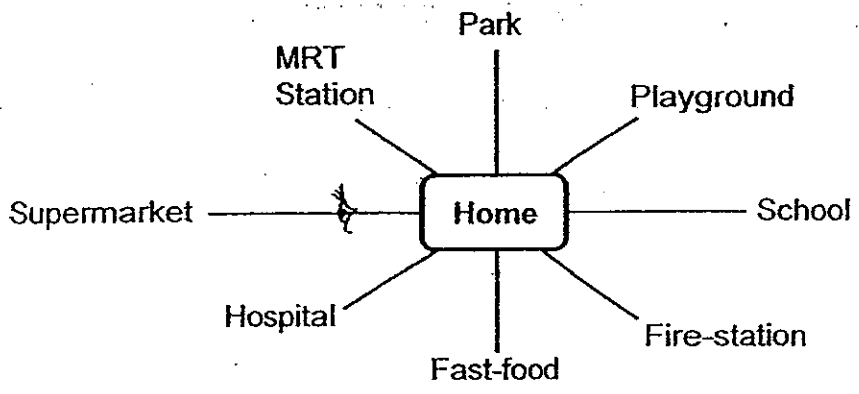 Park
MRT
Station
Playground
Supermarket
Home
School
Hospital
Fire-station
Fast-food